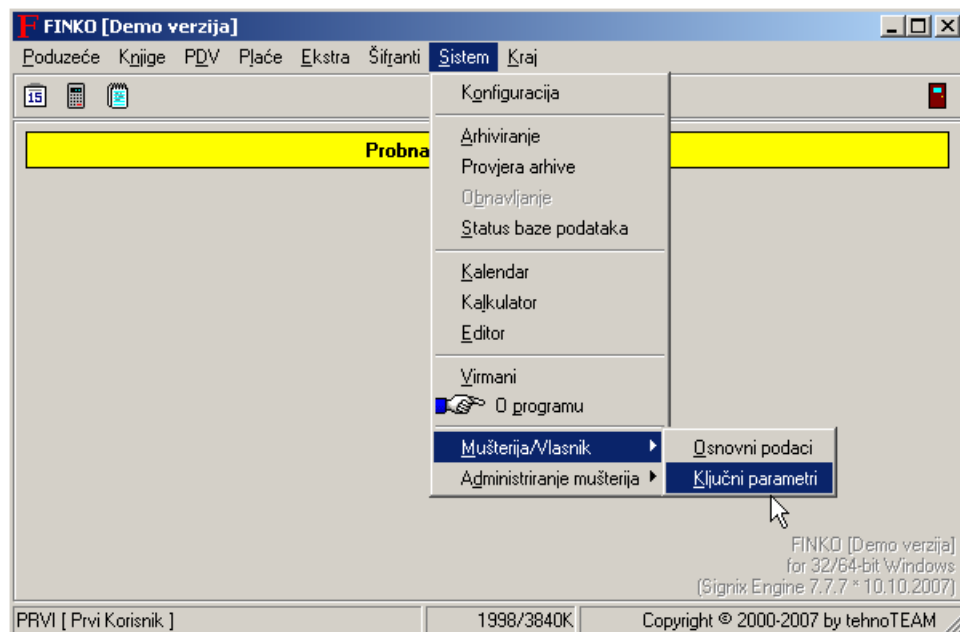 F FINKO [Demo verzija]
Poduzeće Knjige PDV Plaće Ekstra Šifranti Sistem Kraj
15
Konfiguracija
Probna
Arhiviranje
Provjera arhive
Obnavljanje
Status baze podataka
Kalendar
Kalkulator
Editor
Virmani
O programu
Mušterija/Vlasnik
Osnovni podaci
Administriranje mušterija
Ključni parametri
FINKO [Demo verzija]
for 32/64-bit Windows
(Signix Engine 7.7.7 * 10.10.2007)
PRVI [ Prvi Korisnik ] 1998/3840K Copyright © 2000-2007 by tehnoTEAM